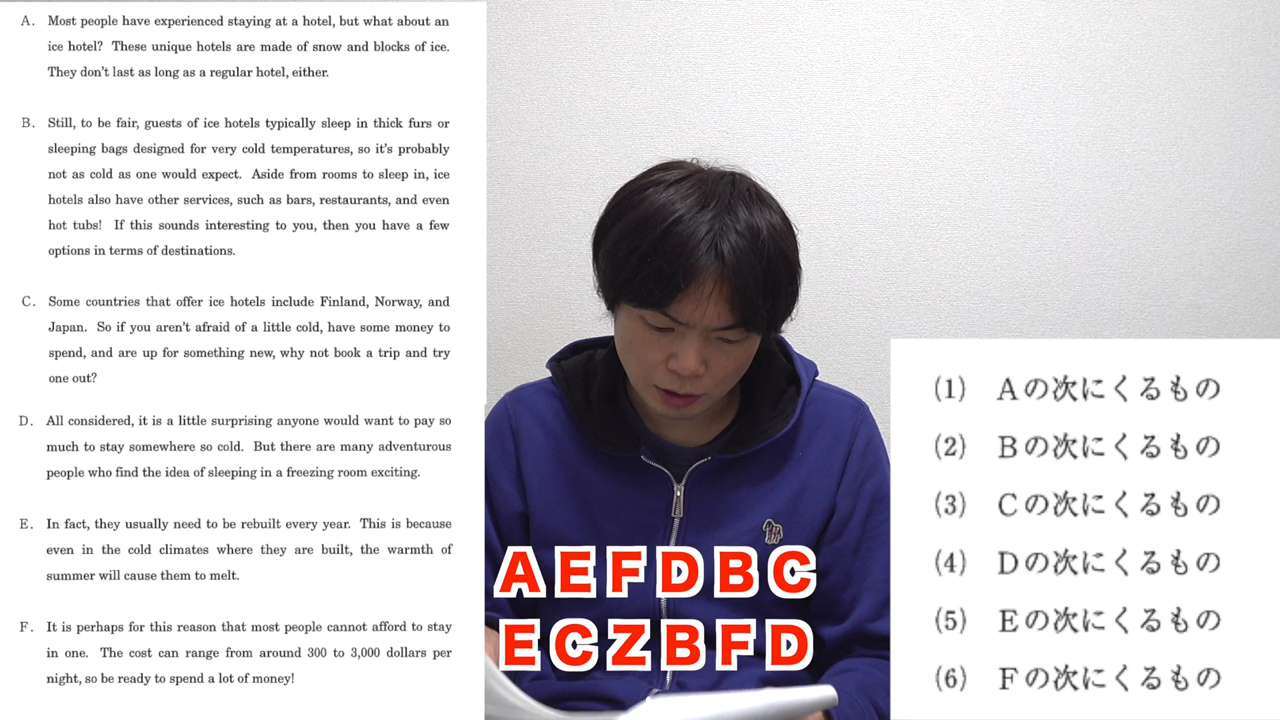 A. Most people have experienced staying at a hotel, but what about an
ice hotel? These unique hotels are made of snow and blocks of ice.
They don't last as long as a regular hotel, either.
B. Still, to be fair, guests of ice hotels typically sleep in thick furs or
sleeping bags designed for very cold temperatures, so it's probably
not as cold as one would expect. Aside from rooms to sleep in, ice
hotels also have other services, such as bars, restaurants, and even
hot tubs! If this sounds interesting to you, then you have a few
options in terms of destinations.
C. Some countries that offer ice hotels include Finland, Norway, and
Japan. So if you aren't afraid of a little cold, have some money to
spend, and are up for something new, why not book a trip and try
one out?
D. All considered, it is a little surprising anyone would want to pay so
much to stay somewhere so cold. But there are many adventurous
people who find the idea of sleeping in a freezing room exciting.
E. In fact, they usually need to be rebuilt every year. This is because
even in the cold climates where they are built, the warmth of
summer will cause them to melt.
F. It is perhaps for this reason that most people cannot afford to stay
in one. The cost can range from around 300 to 3,000 dollars per
night, so be ready to spend a lot of money!
AEFDBC
ECZBFD
(1) Aの次にくるもの
(2) Bの次にくるもの
(3) Cの次にくるもの
(4) Dの次にくるもの
(5) Eの次にくるもの
(6) Fの次にくるもの